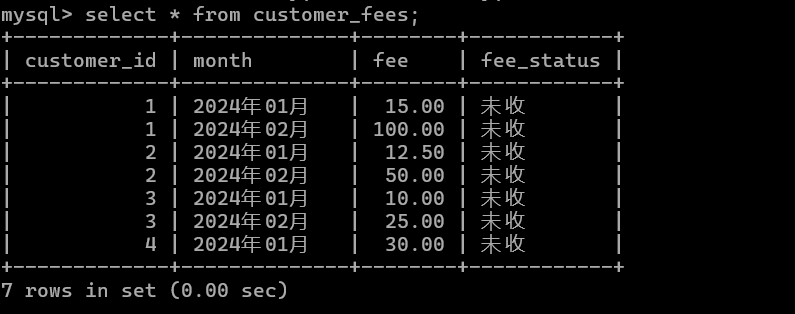 mysql> select * from customer_fees;
+-------------+--------------+--------+------------+
| customer_id | month        | fee    | fee_status |
+-------------+--------------+--------+------------+
|           1 | 2024年01月   |  15.00 | 未收       |
|           1 | 2024年02月   | 100.00 | 未收       |
|           2 | 2024年01月   |  12.50 | 未收       |
|           2 | 2024年02月   |  50.00 | 未收       |
|           3 | 2024年01月   |  10.00 | 未收       |
|           3 | 2024年02月   |  25.00 | 未收       |
|           4 | 2024年01月   |  30.00 | 未收       |
+-------------+--------------+--------+------------+
7 rows in set (0.00 sec)